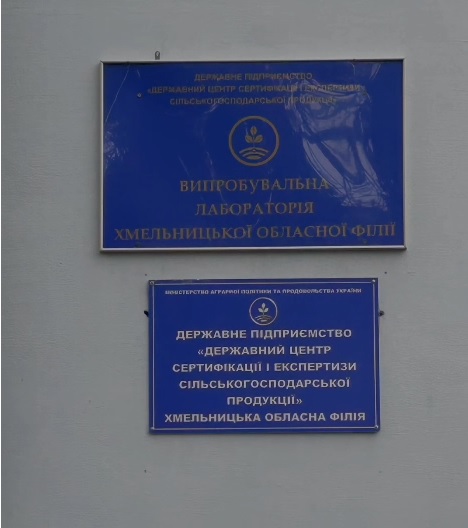 ДЕРЖАВНЕ ПІДПРИЄМСТВО
«ДЕРЖАВНИЙ ЦЕНТР СЕРТИФІКАЦІЇ І ЕКСПЕРТИЗИ
СІЛЬСЬКОГОСПОДАРСЬКОЇ ПРОДУКЦІЇ»
ВИПРОБУВАЛЬНА
ЛАБОРАТОРІЯ
ХМЕЛЬНИЦЬКОЇ ОБЛАСНОЇ ФІЛІЇ
МІНІСТЕРСТВО АГРАРНОЇ ПОЛІТИКИ ТА ПРОДОВОЛЬСТВА УКРАЇНИ
ДЕРЖАВНЕ ПІДПРИЄМСТВО
«ДЕРЖАВНИЙ ЦЕНТР
СЕРТИФІКАЦІЇ І ЕКСПЕРТИЗИ
СІЛЬСЬКОГОСПОДАРСЬКОЇ
ПРОДУКЦІЇ»
ХМЕЛЬНИЦЬКА ОБЛАСНА ФІЛІЯ